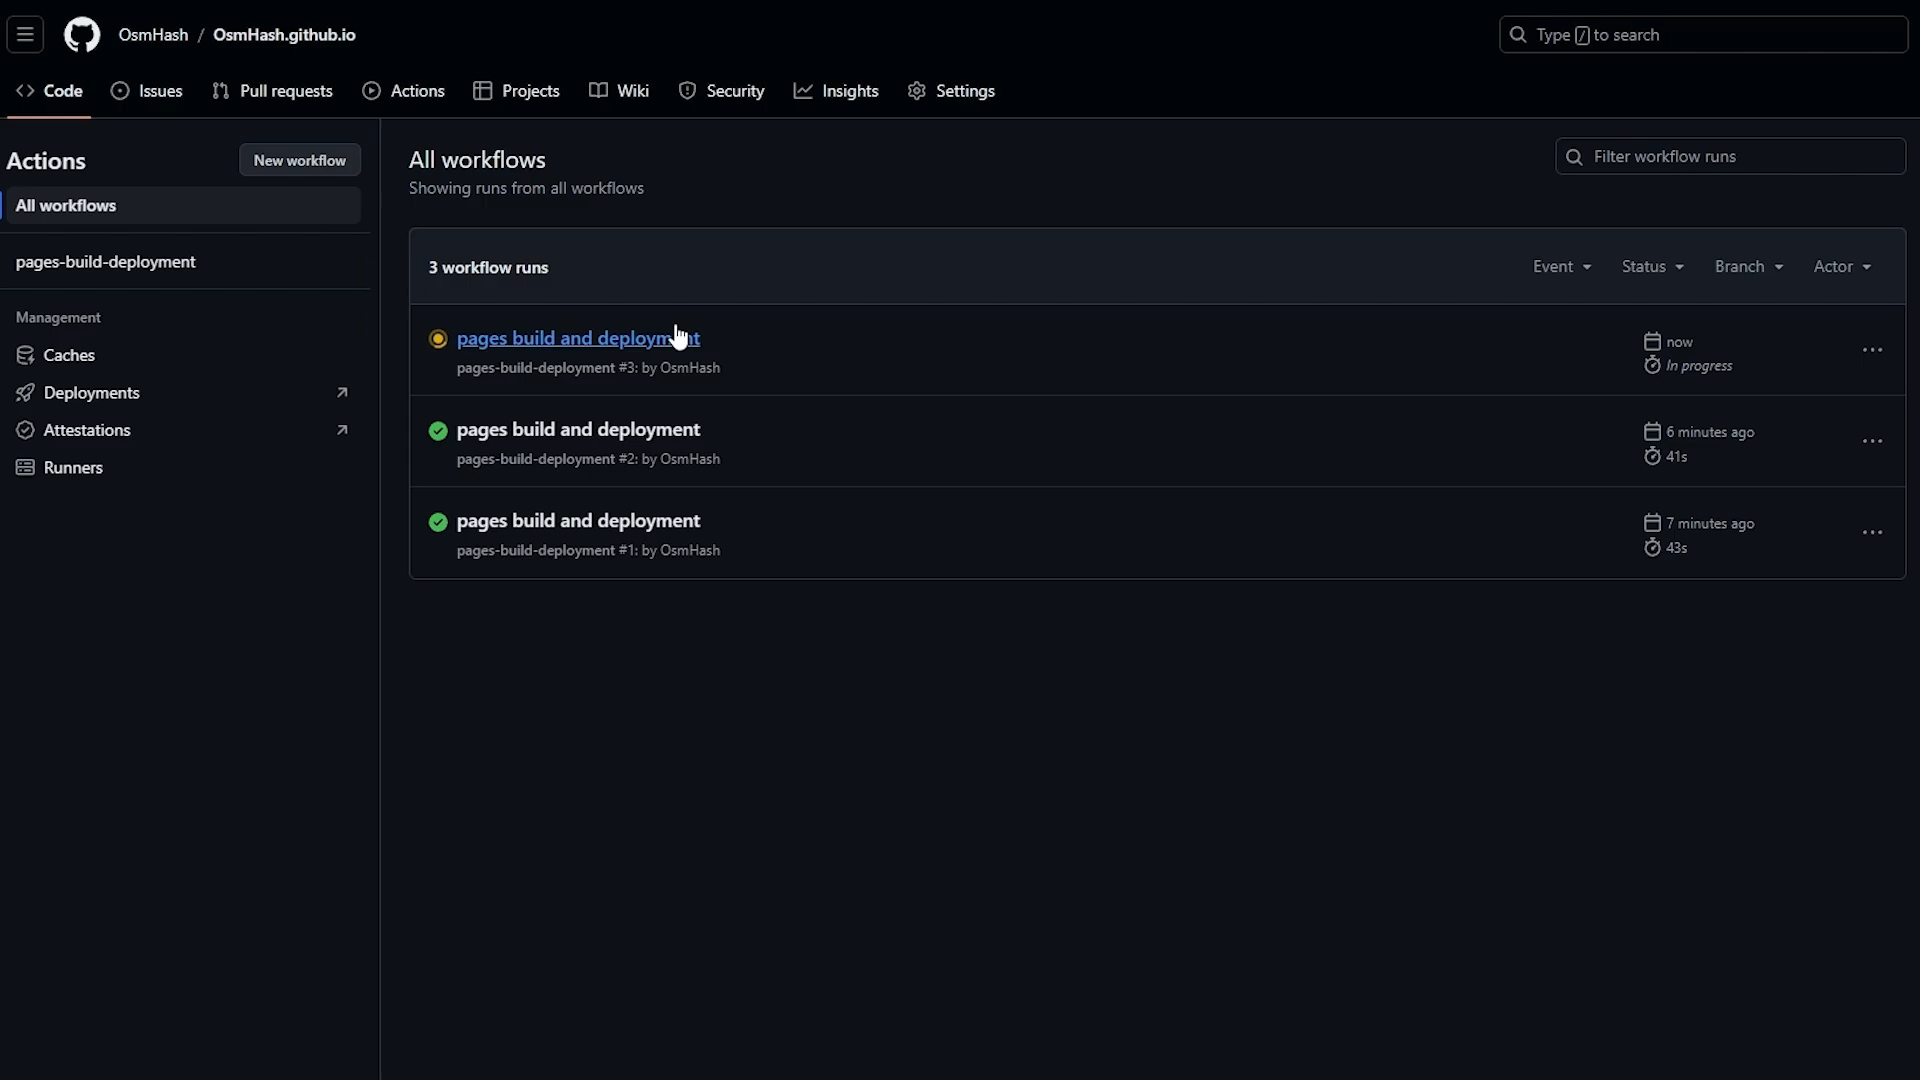 OsmHash / OsmHash.github.io
Type / to search
Code Issues Pull requests Actions Projects Wiki Security Insights Settings
Actions
New workflow
All workflows
pages-build-deployment
Management
Caches
Deployments
Attestations
Runners
All workflows
Showing runs from all workflows
Filter workflow runs
3 workflow runs
Event Status Branch Actor
pages build and deployment
pages-build-deployment #3: by OsmHash
now
In progress
pages build and deployment
pages-build-deployment #2: by OsmHash
6 minutes ago
41s
pages build and deployment
pages-build-deployment #1: by OsmHash
7 minutes ago
43s